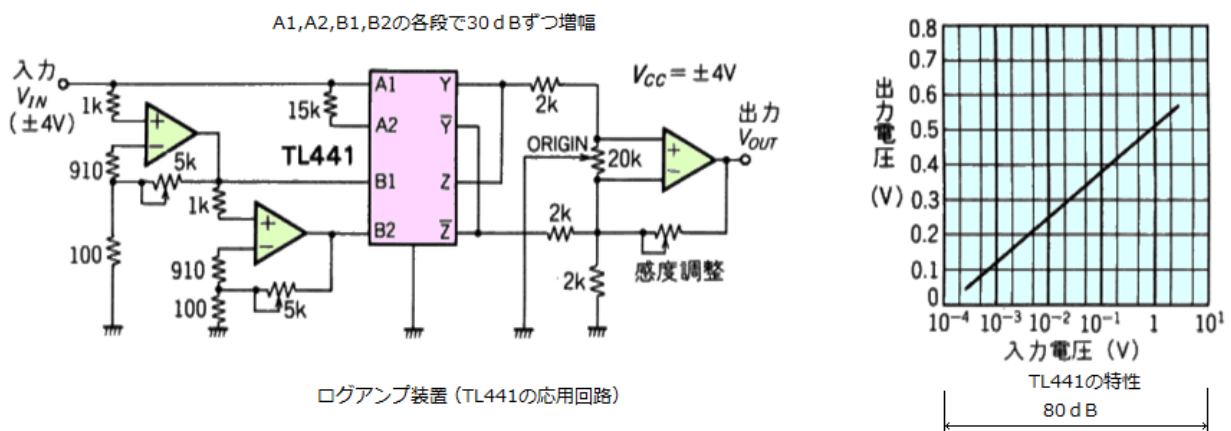 A1,A2,B1,B2の各段で30ｄBずつ増幅
入力
VIN
(±4V)
1k
15k
910
5k
100
1k
910
100
5k
TL441
A1
A2
B1
B2
Y
Y̅
Z
Z̅
2k
ORIGIN
20k
2k
2k
感度調整
VCC=±4V
出力
VOUT
ログアンプ装置（TL441の応用回路）
出力電圧
(V)
0.8
0.7
0.6
0.5
0.4
0.3
0.2
0.1
0
10⁻⁴ 10⁻³ 10⁻² 10⁻¹ 1 10¹
入力電圧(V)
TL441の特性
80ｄB